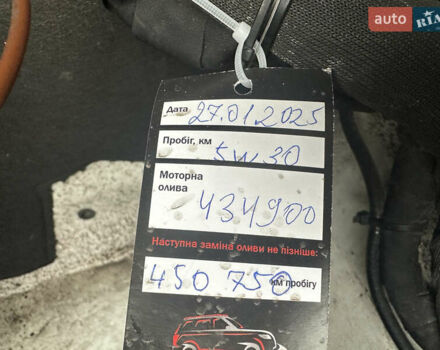 auto RIA
Дата 27.01.2025
Пробіг, км 5w30
Моторна
олива 434900
Наступна заміна оливи не пізніше:
450 750 км пробігу